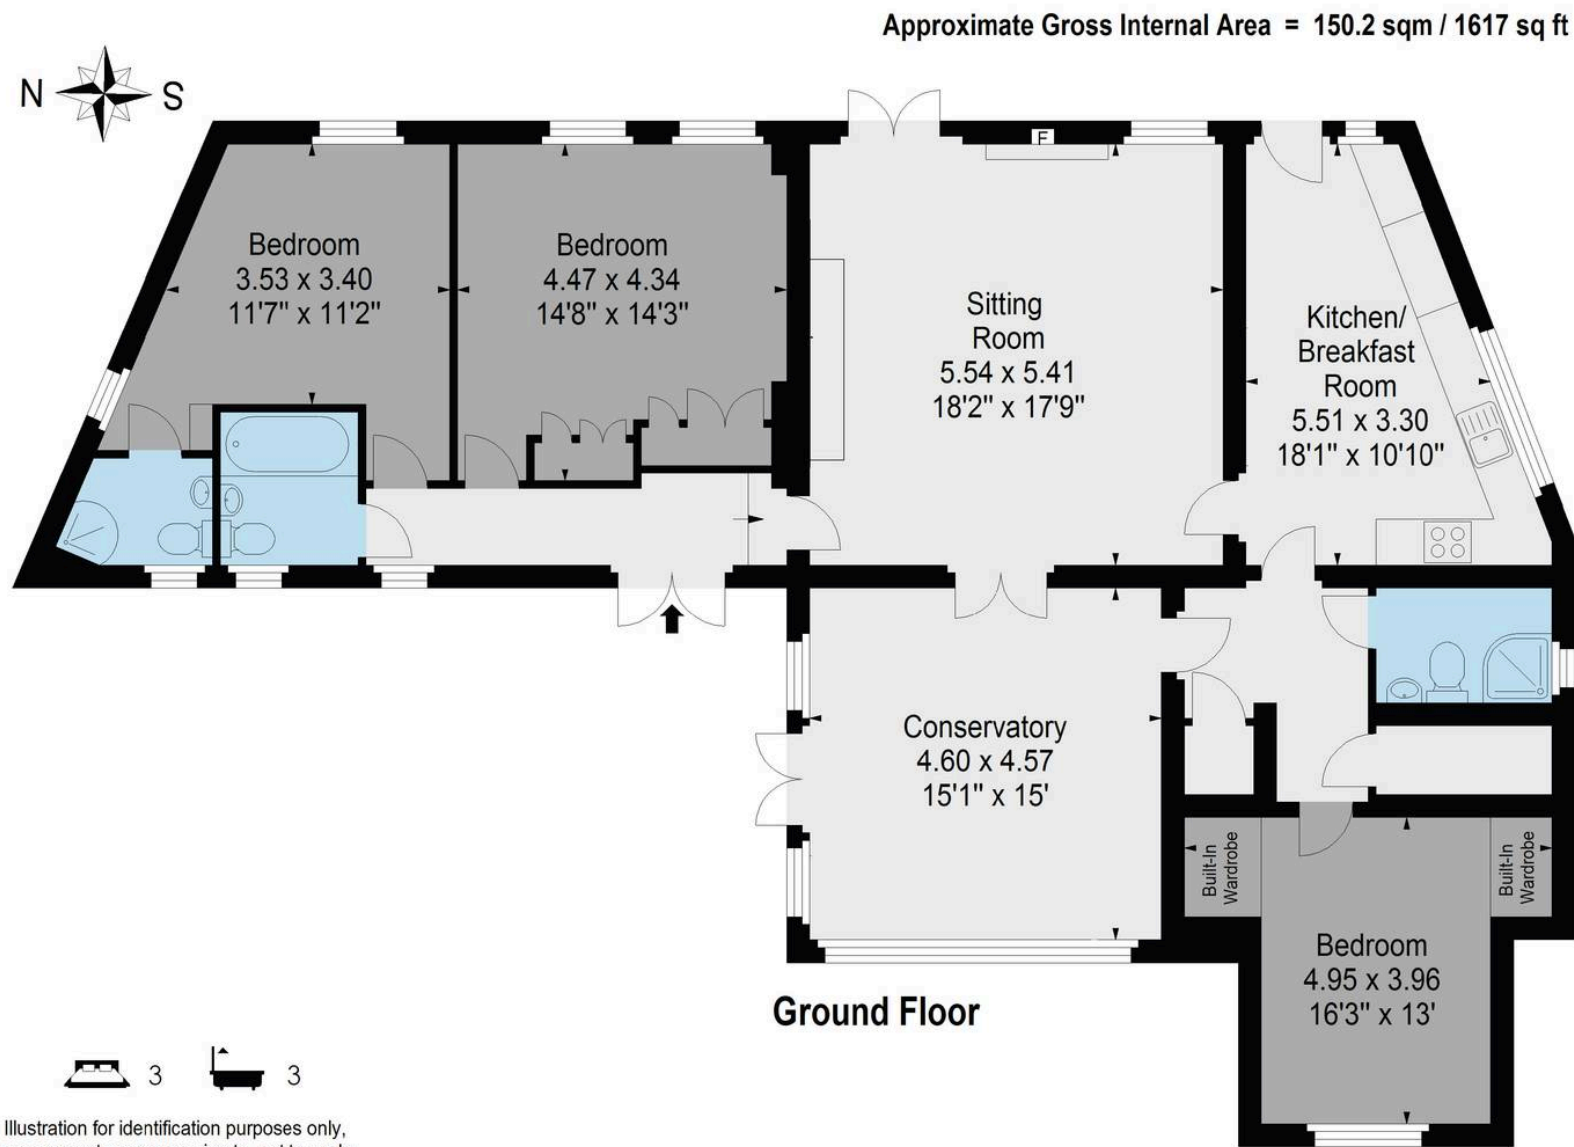 Approximate Gross Internal Area = 150.2 sqm / 1617 sq ft
N
S
F
Bedroom
3.53 x 3.40
11'7" x 11'2"
Bedroom
4.47 x 4.34
14'8" x 14'3"
Sitting
Room
5.54 x 5.41
18'2" x 17'9"
Kitchen/
Breakfast
Room
5.51 x 3.30
18'1" x 10'10"
Conservatory
4.60 x 4.57
15'1" x 15'
Built-In
Wardrobe
Built-In
Wardrobe
Bedroom
4.95 x 3.96
16'3" x 13'
Ground Floor
3
3
Illustration for identification purposes only,